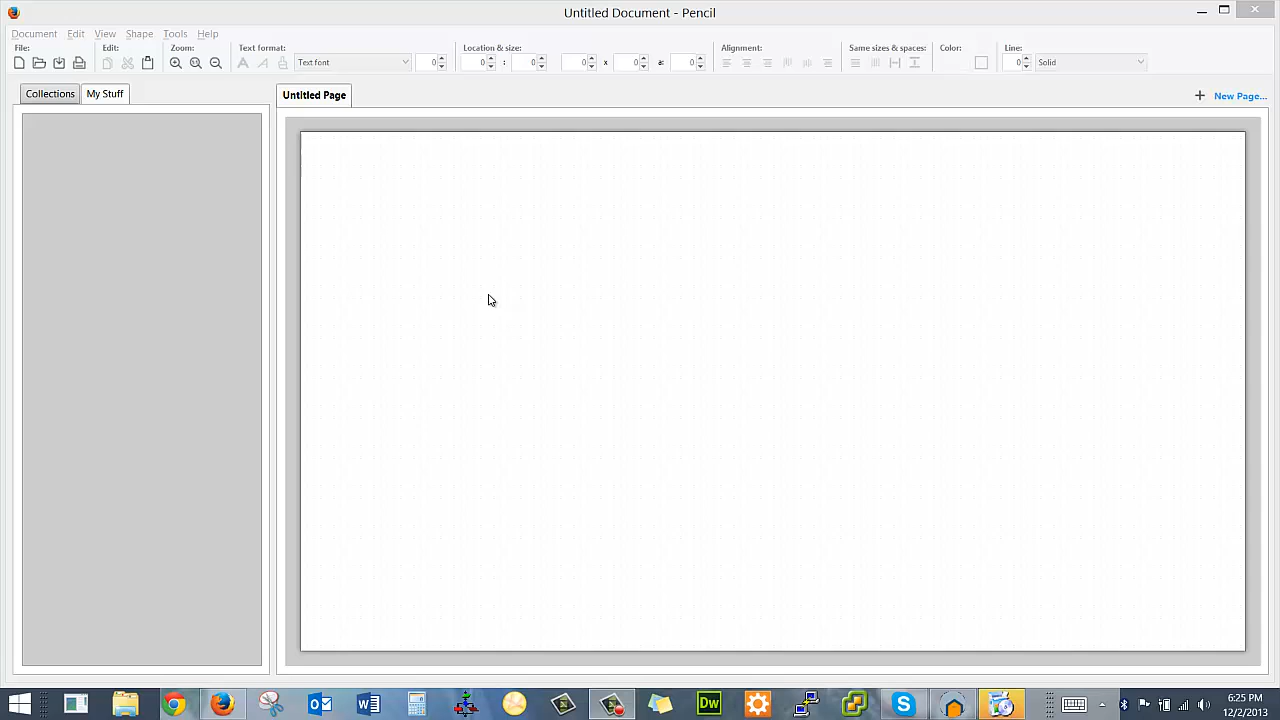 Untitled Document - Pencil
Document Edit View Shape Tools Help
File: Edit: Zoom: Text format: Location & size: Alignment: Same sizes & spaces: Color: Line:
Text font 0 0 : 0 0 x 0 a: 0 0 Solid
Collections My Stuff Untitled Page New Page...
Dw
6:25 PM
12/2/2013